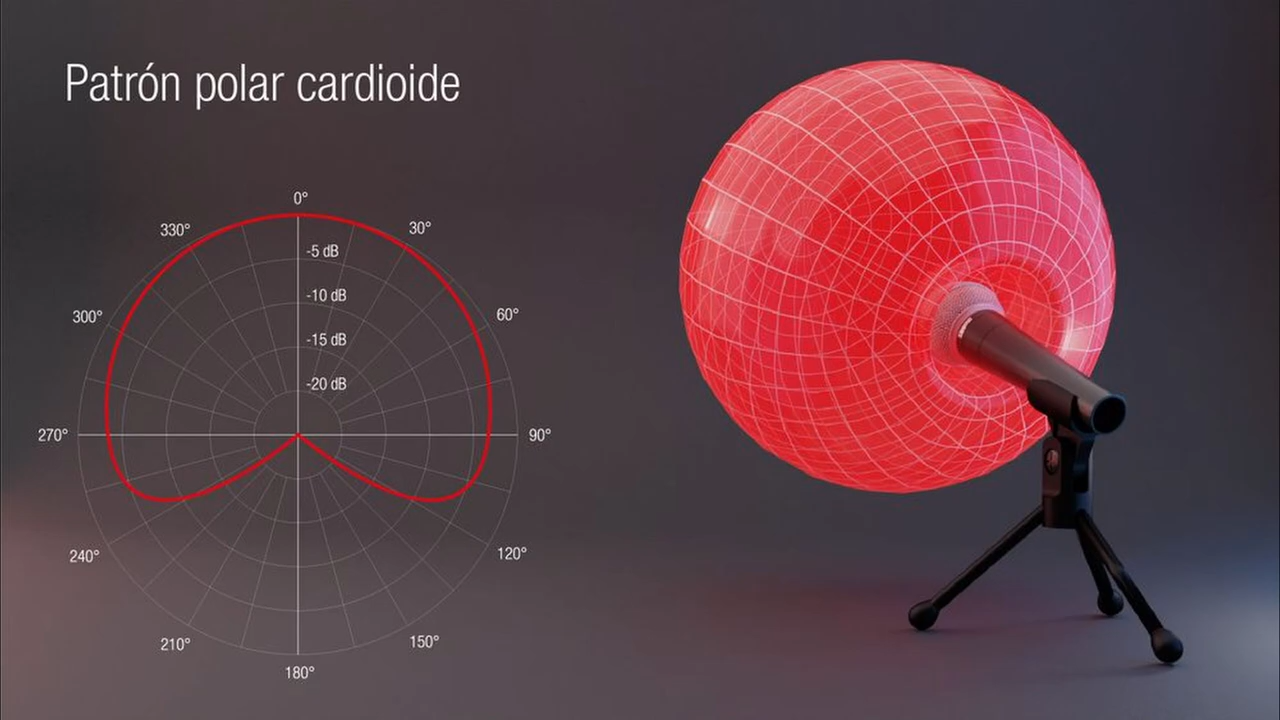 Patrón polar cardioide
0°
330°
30°
-5 dB
-10 dB
300°
60°
-15 dB
-20 dB
270°
90°
240°
120°
210°
150°
180°